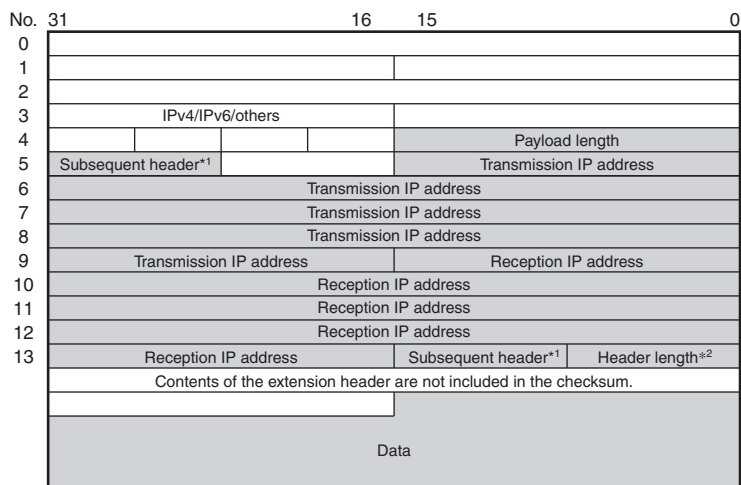 No. 31 16 15 0
0
1
2
3 IPv4/IPv6/others
4 Payload length
5 Subsequent header*1 Transmission IP address
6 Transmission IP address
7 Transmission IP address
8 Transmission IP address
9 Transmission IP address Reception IP address
10 Reception IP address
11 Reception IP address
12 Reception IP address
13 Reception IP address Subsequent header*1 Header length*2
Contents of the extension header are not included in the checksum.
Data